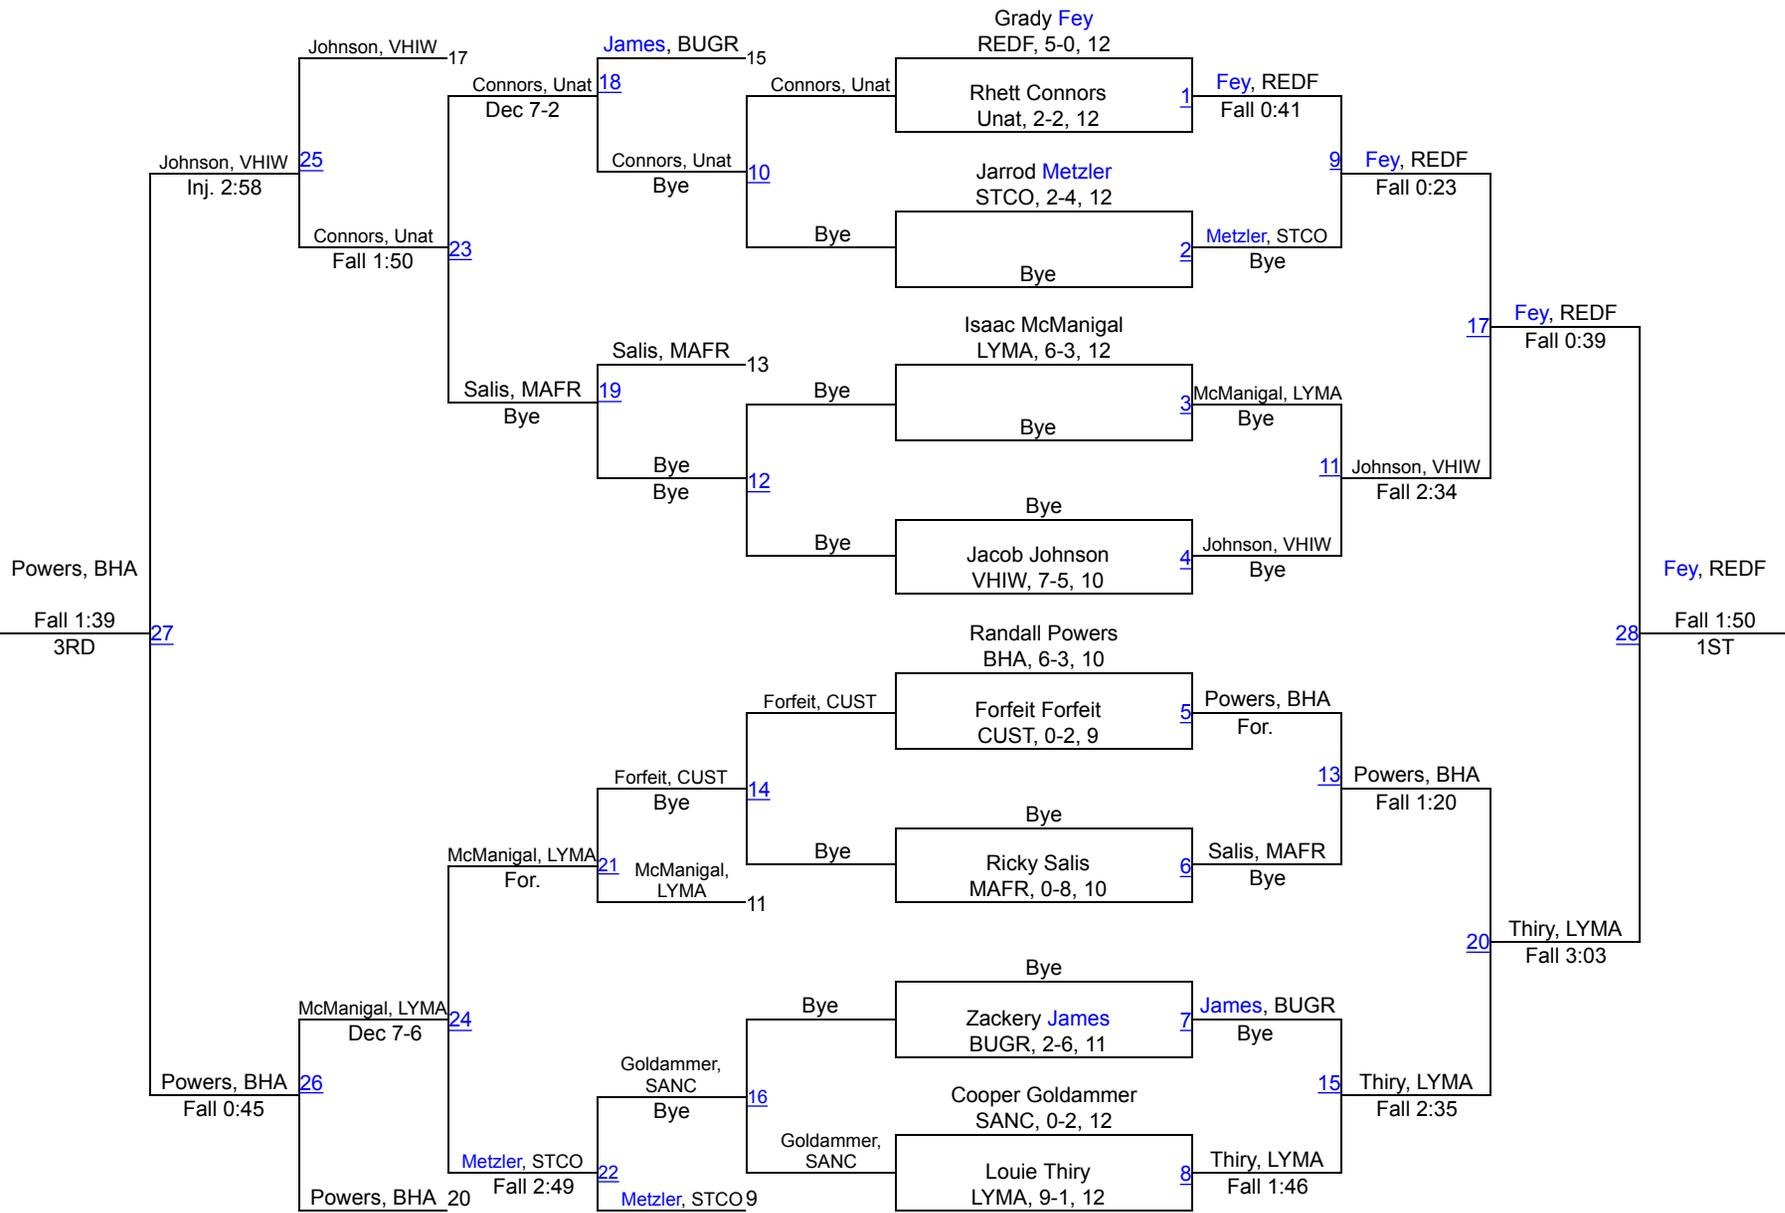 Grady Fey
REDF, 5-0, 12
Johnson, VHIW
17
James, BUGR
15
Connors, Unat
18
Dec 7-2
Connors, Unat
Rhett Connors
Unat, 2-2, 12
1
Fey, REDF
Fall 0:41
Johnson, VHIW
25
Inj. 2:58
Connors, Unat
10
Bye
Jarrod Metzler
STCO, 2-4, 12
9
Fey, REDF
Fall 0:23
Connors, Unat
23
Fall 1:50
Bye
2
Bye
Metzler, STCO
Bye
Isaac McManigal
LYMA, 6-3, 12
17
Fey, REDF
Fall 0:39
Salis, MAFR
13
Salis, MAFR
19
Bye
Bye
3
Bye
McManigal, LYMA
Bye
Bye
12
Bye
11
Johnson, VHIW
Fall 2:34
Bye
Bye
Jacob Johnson
VHIW, 7-5, 10
4
Johnson, VHIW
Bye
Powers, BHA
Fall 1:39
27
3RD
Fey, REDF
Fall 1:50
28
1ST
Randall Powers
BHA, 6-3, 10
Forfeit, CUST
Forfeit Forfeit
CUST, 0-2, 9
5
Powers, BHA
For.
Forfeit, CUST
14
Bye
13
Powers, BHA
Fall 1:20
Bye
Bye
Ricky Salis
MAFR, 0-8, 10
6
Salis, MAFR
Bye
McManigal, LYMA
21
For.
McManigal,
LYMA
11
20
Thiry, LYMA
Fall 3:03
Bye
Bye
Zackery James
BUGR, 2-6, 11
7
James, BUGR
Bye
McManigal, LYMA
24
Dec 7-6
Goldammer,
SANC
16
Bye
Powers, BHA
26
Fall 0:45
15
Thiry, LYMA
Fall 2:35
Cooper Goldammer
SANC, 0-2, 12
Goldammer,
SANC
Louie Thiry
LYMA, 9-1, 12
8
Thiry, LYMA
Fall 1:46
Metzler, STCO
22
Fall 2:49
Powers, BHA 20
Metzler, STCO 9